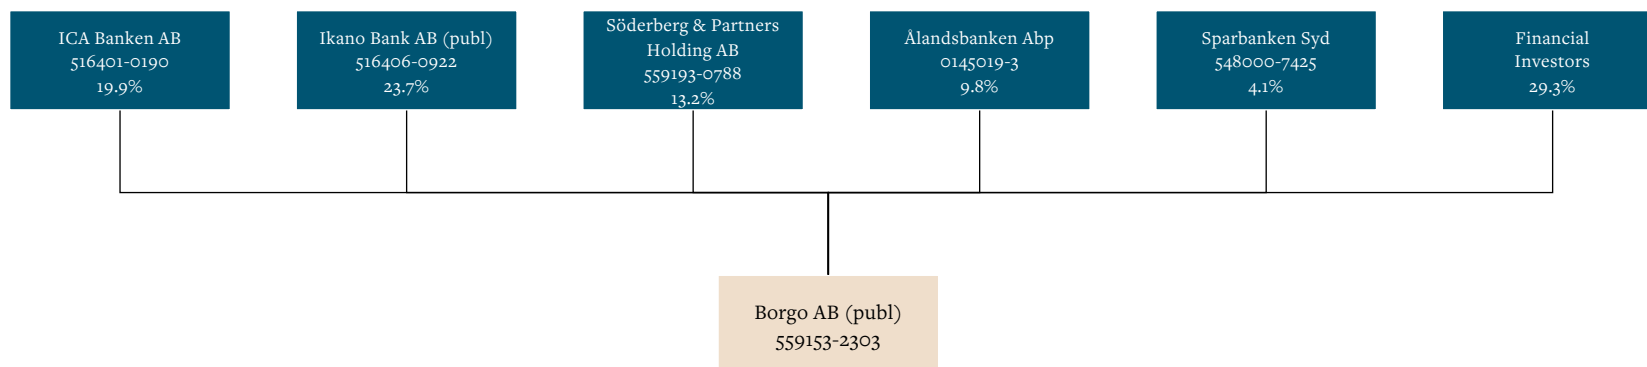 ICA Banken AB
516401-0190
19.9%
Ikano Bank AB (publ)
516406-0922
23.7%
Söderberg & Partners
Holding AB
559193-0788
13.2%
Ålandsbanken Abp
0145019-3
9.8%
Sparbanken Syd
548000-7425
4.1%
Financial
Investors
29.3%
Borgo AB (publ)
559153-2303